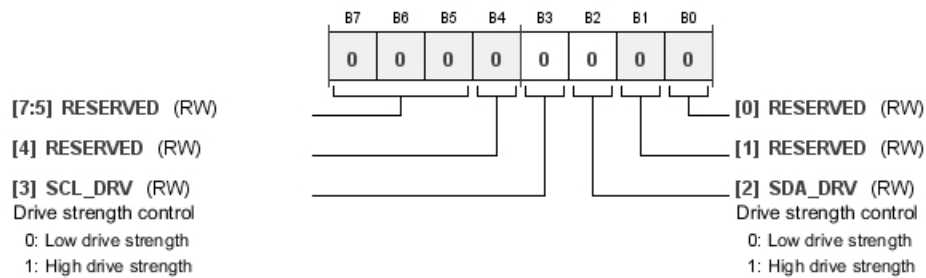 B7 B6 B5 B4 B3 B2 B1 B0
0 0 0 0 0 0 0 0
[7:5] RESERVED (RW)
[4] RESERVED (RW)
[3] SCL_DRV (RW)
Drive strength control
0: Low drive strength
1: High drive strength
[0] RESERVED (RW)
[1] RESERVED (RW)
[2] SDA_DRV (RW)
Drive strength control
0: Low drive strength
1: High drive strength